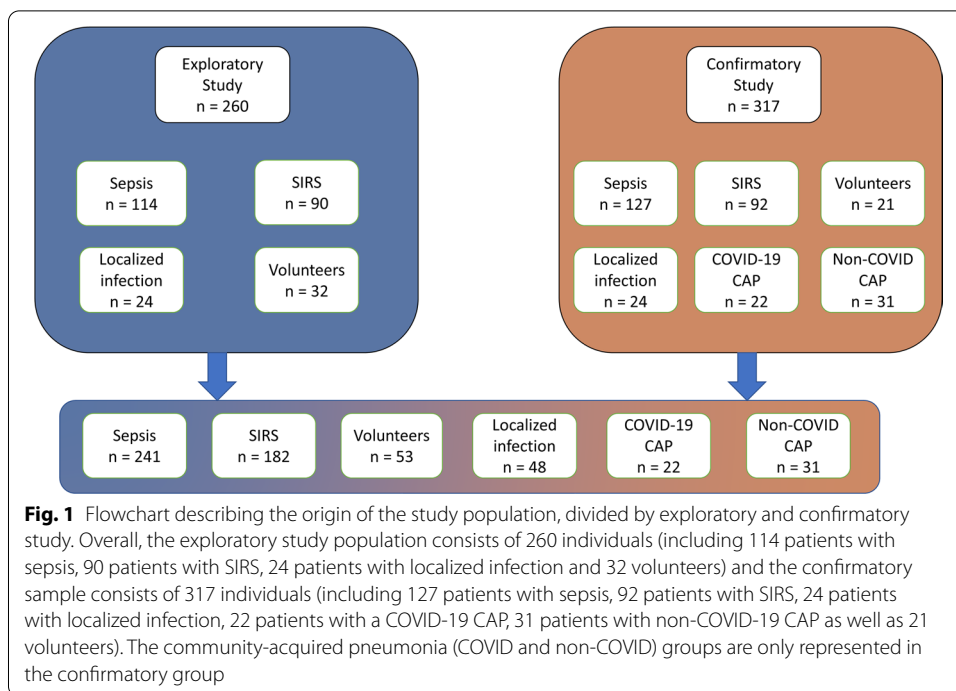 Exploratory
Study
n = 260
Sepsis
n = 114
SIRS
n = 90
Localized
infection
n = 24
Volunteers
n = 32
Confirmatory
Study
n = 317
Sepsis
n = 127
SIRS
n = 92
Volunteers
n = 21
Localized
infection
n = 24
COVID-19
CAP
n = 22
Non-COVID
CAP
n = 31
Sepsis
n = 241
SIRS
n = 182
Volunteers
n = 53
Localized
infection
n = 48
COVID-19
CAP
n = 22
Non-COVID
CAP
n = 31
Fig. 1 Flowchart describing the origin of the study population, divided by exploratory and confirmatory
study. Overall, the exploratory study population consists of 260 individuals (including 114 patients with
sepsis, 90 patients with SIRS, 24 patients with localized infection and 32 volunteers) and the confirmatory
sample consists of 317 individuals (including 127 patients with sepsis, 92 patients with SIRS, 24 patients
with localized infection, 22 patients with a COVID-19 CAP, 31 patients with non-COVID-19 CAP as well as 21
volunteers). The community-acquired pneumonia (COVID and non-COVID) groups are only represented in
the confirmatory group